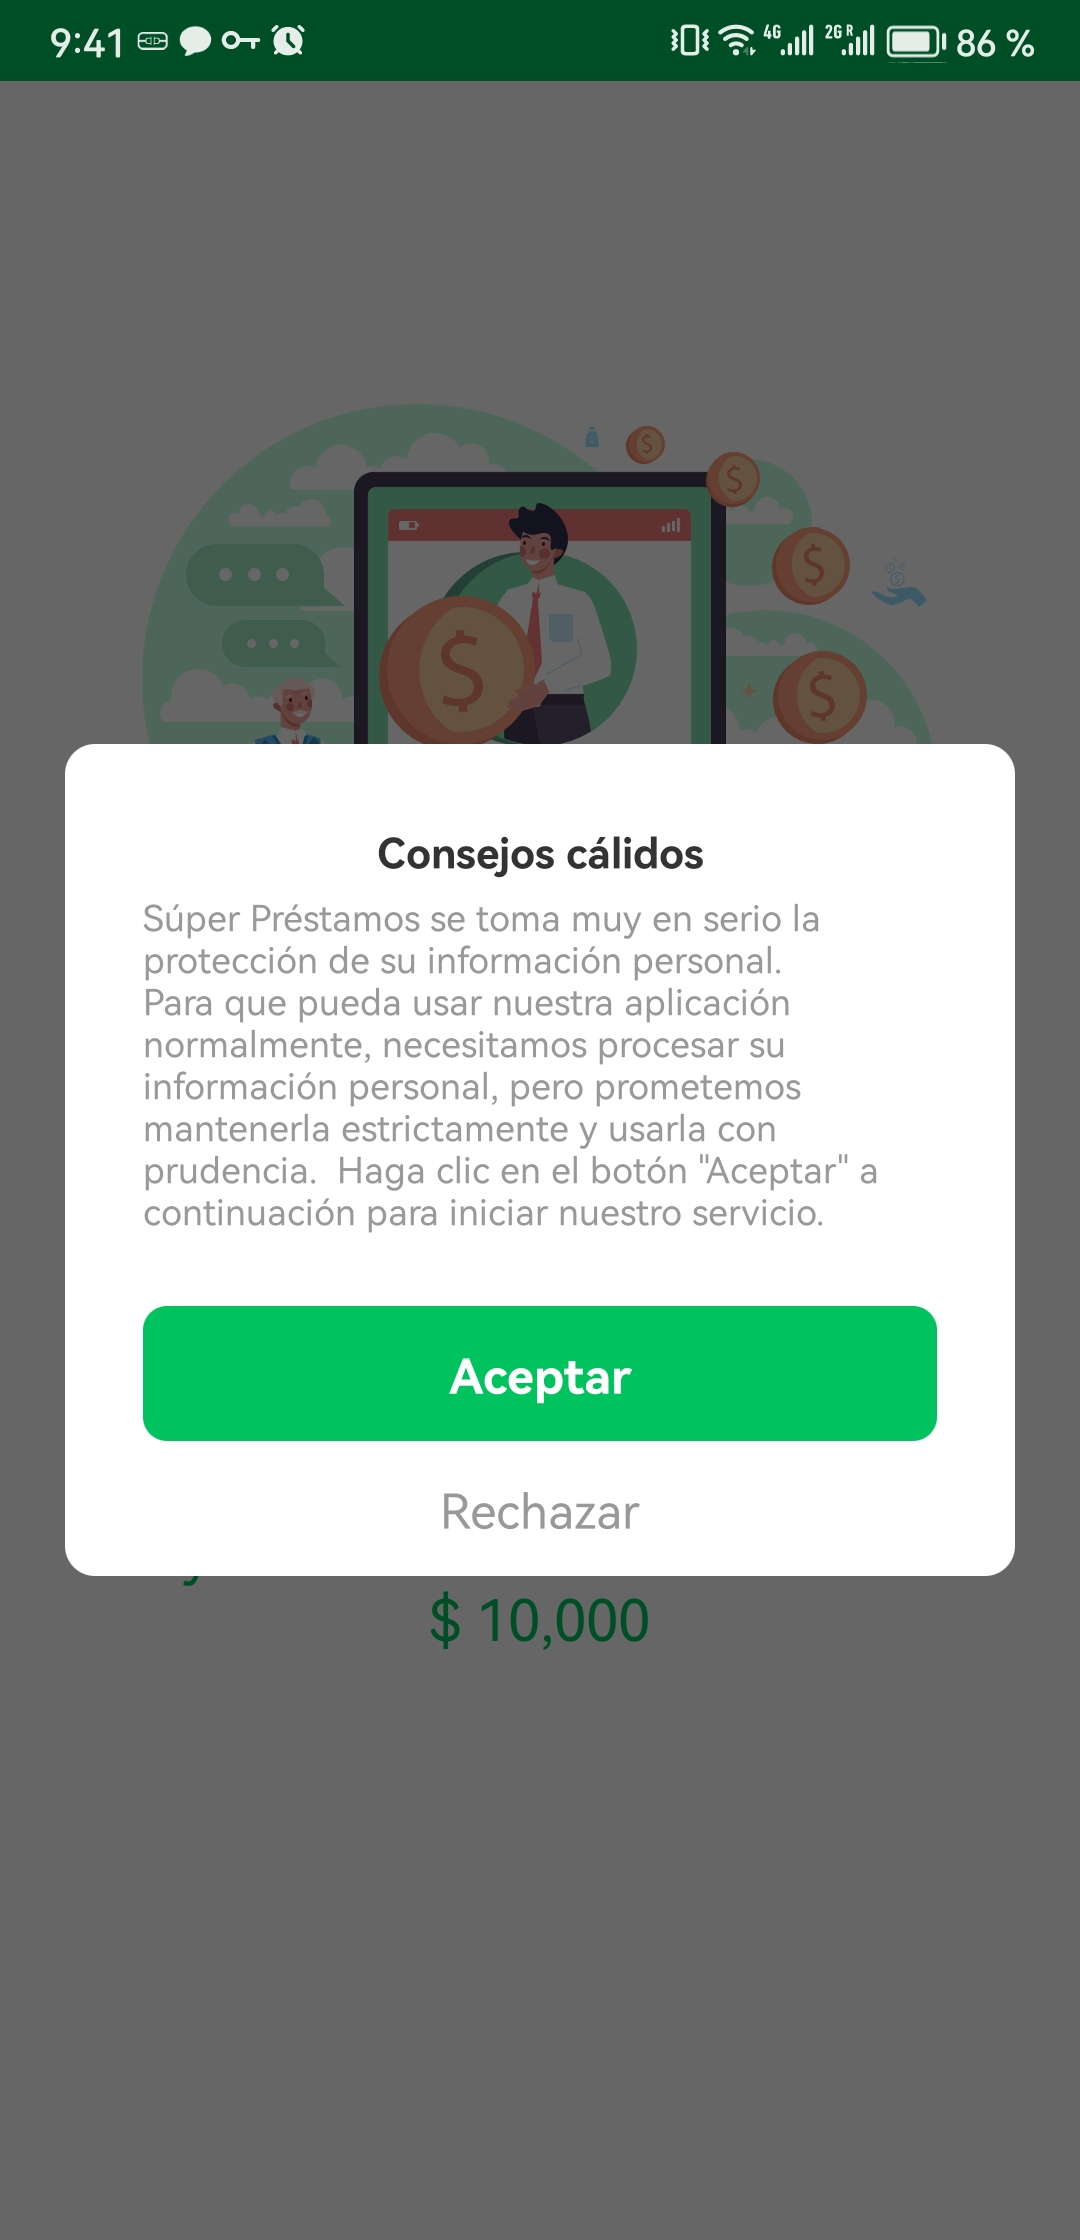 9:41
4G
2G R
86 %
Consejos cálidos
Súper Préstamos se toma muy en serio la
protección de su información personal.
Para que pueda usar nuestra aplicación
normalmente, necesitamos procesar su
información personal, pero prometemos
mantenerla estrictamente y usarla con
prudencia.  Haga clic en el botón "Aceptar" a
continuación para iniciar nuestro servicio.
Aceptar
Rechazar
$ 10,000